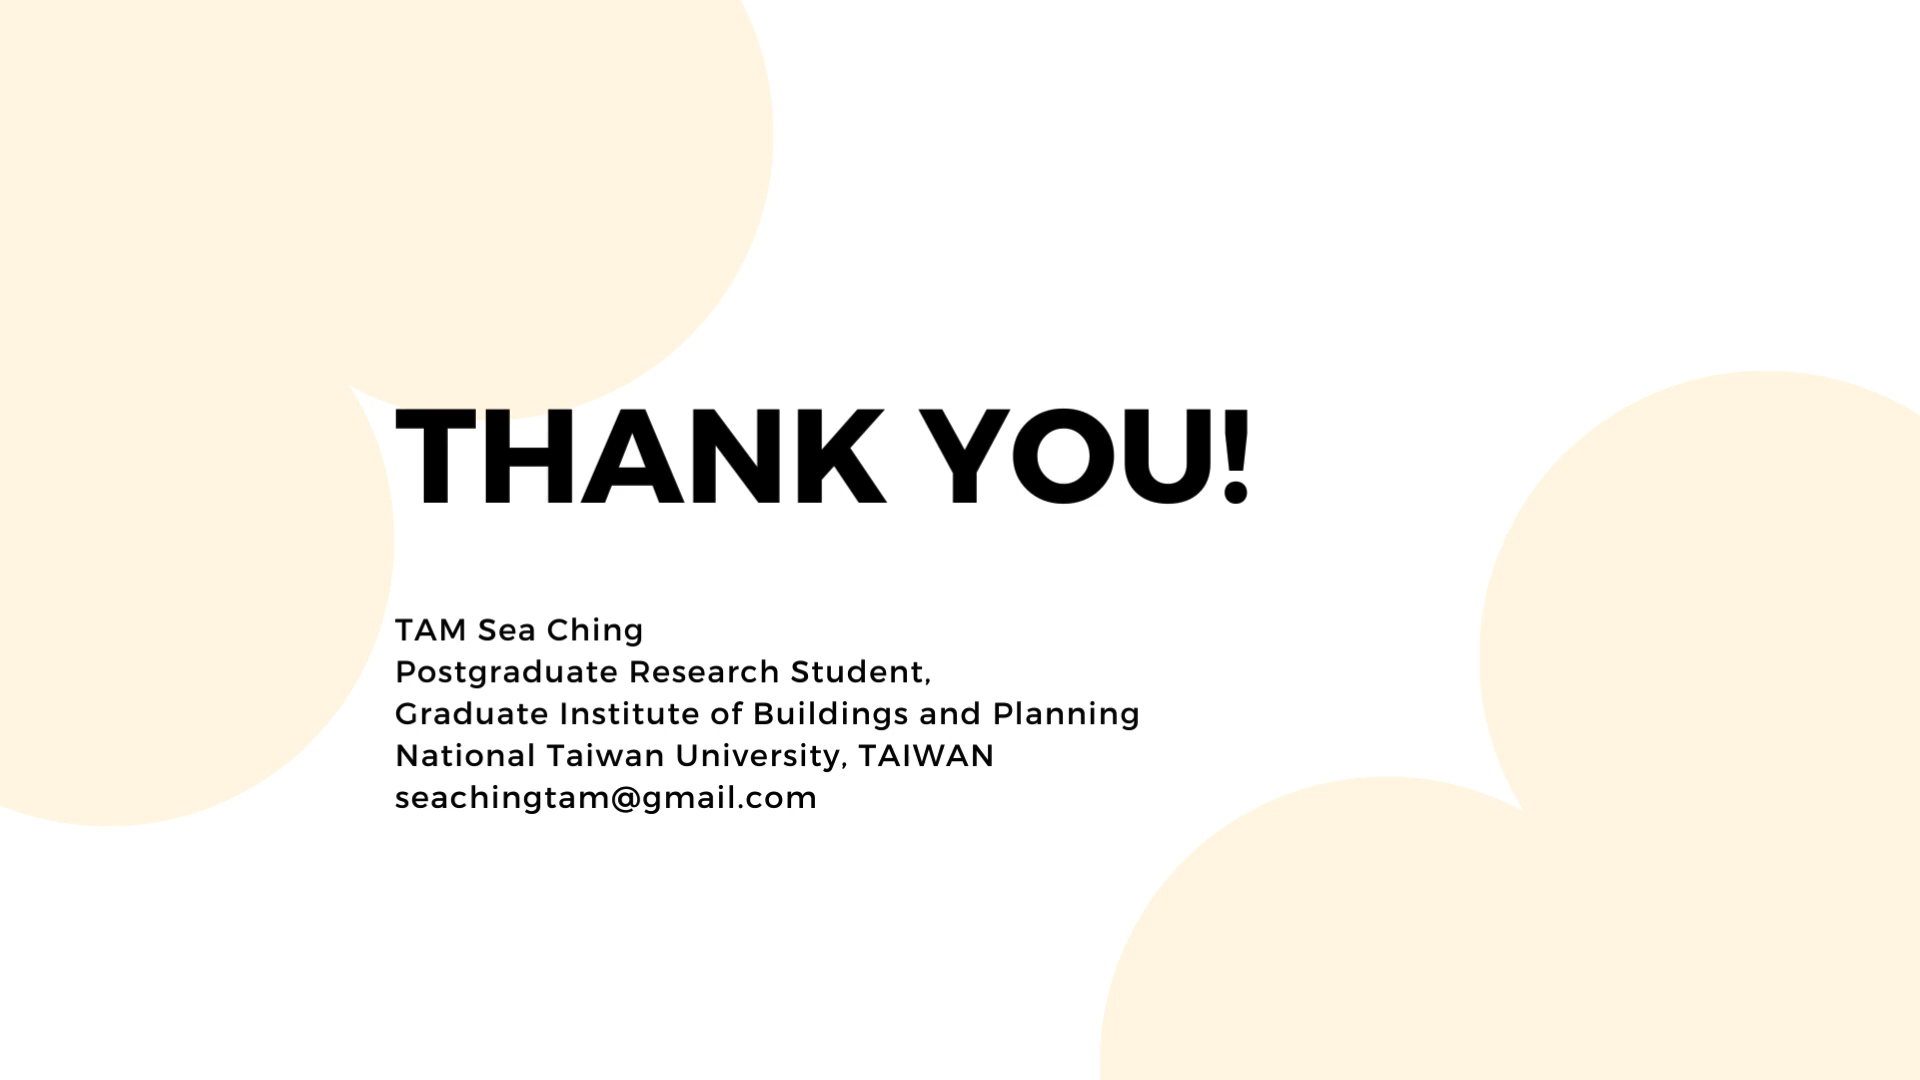 THANK YOU!
TAM Sea Ching
Postgraduate Research Student,
Graduate Institute of Buildings and Planning
National Taiwan University, TAIWAN
seachingtam@gmail.com